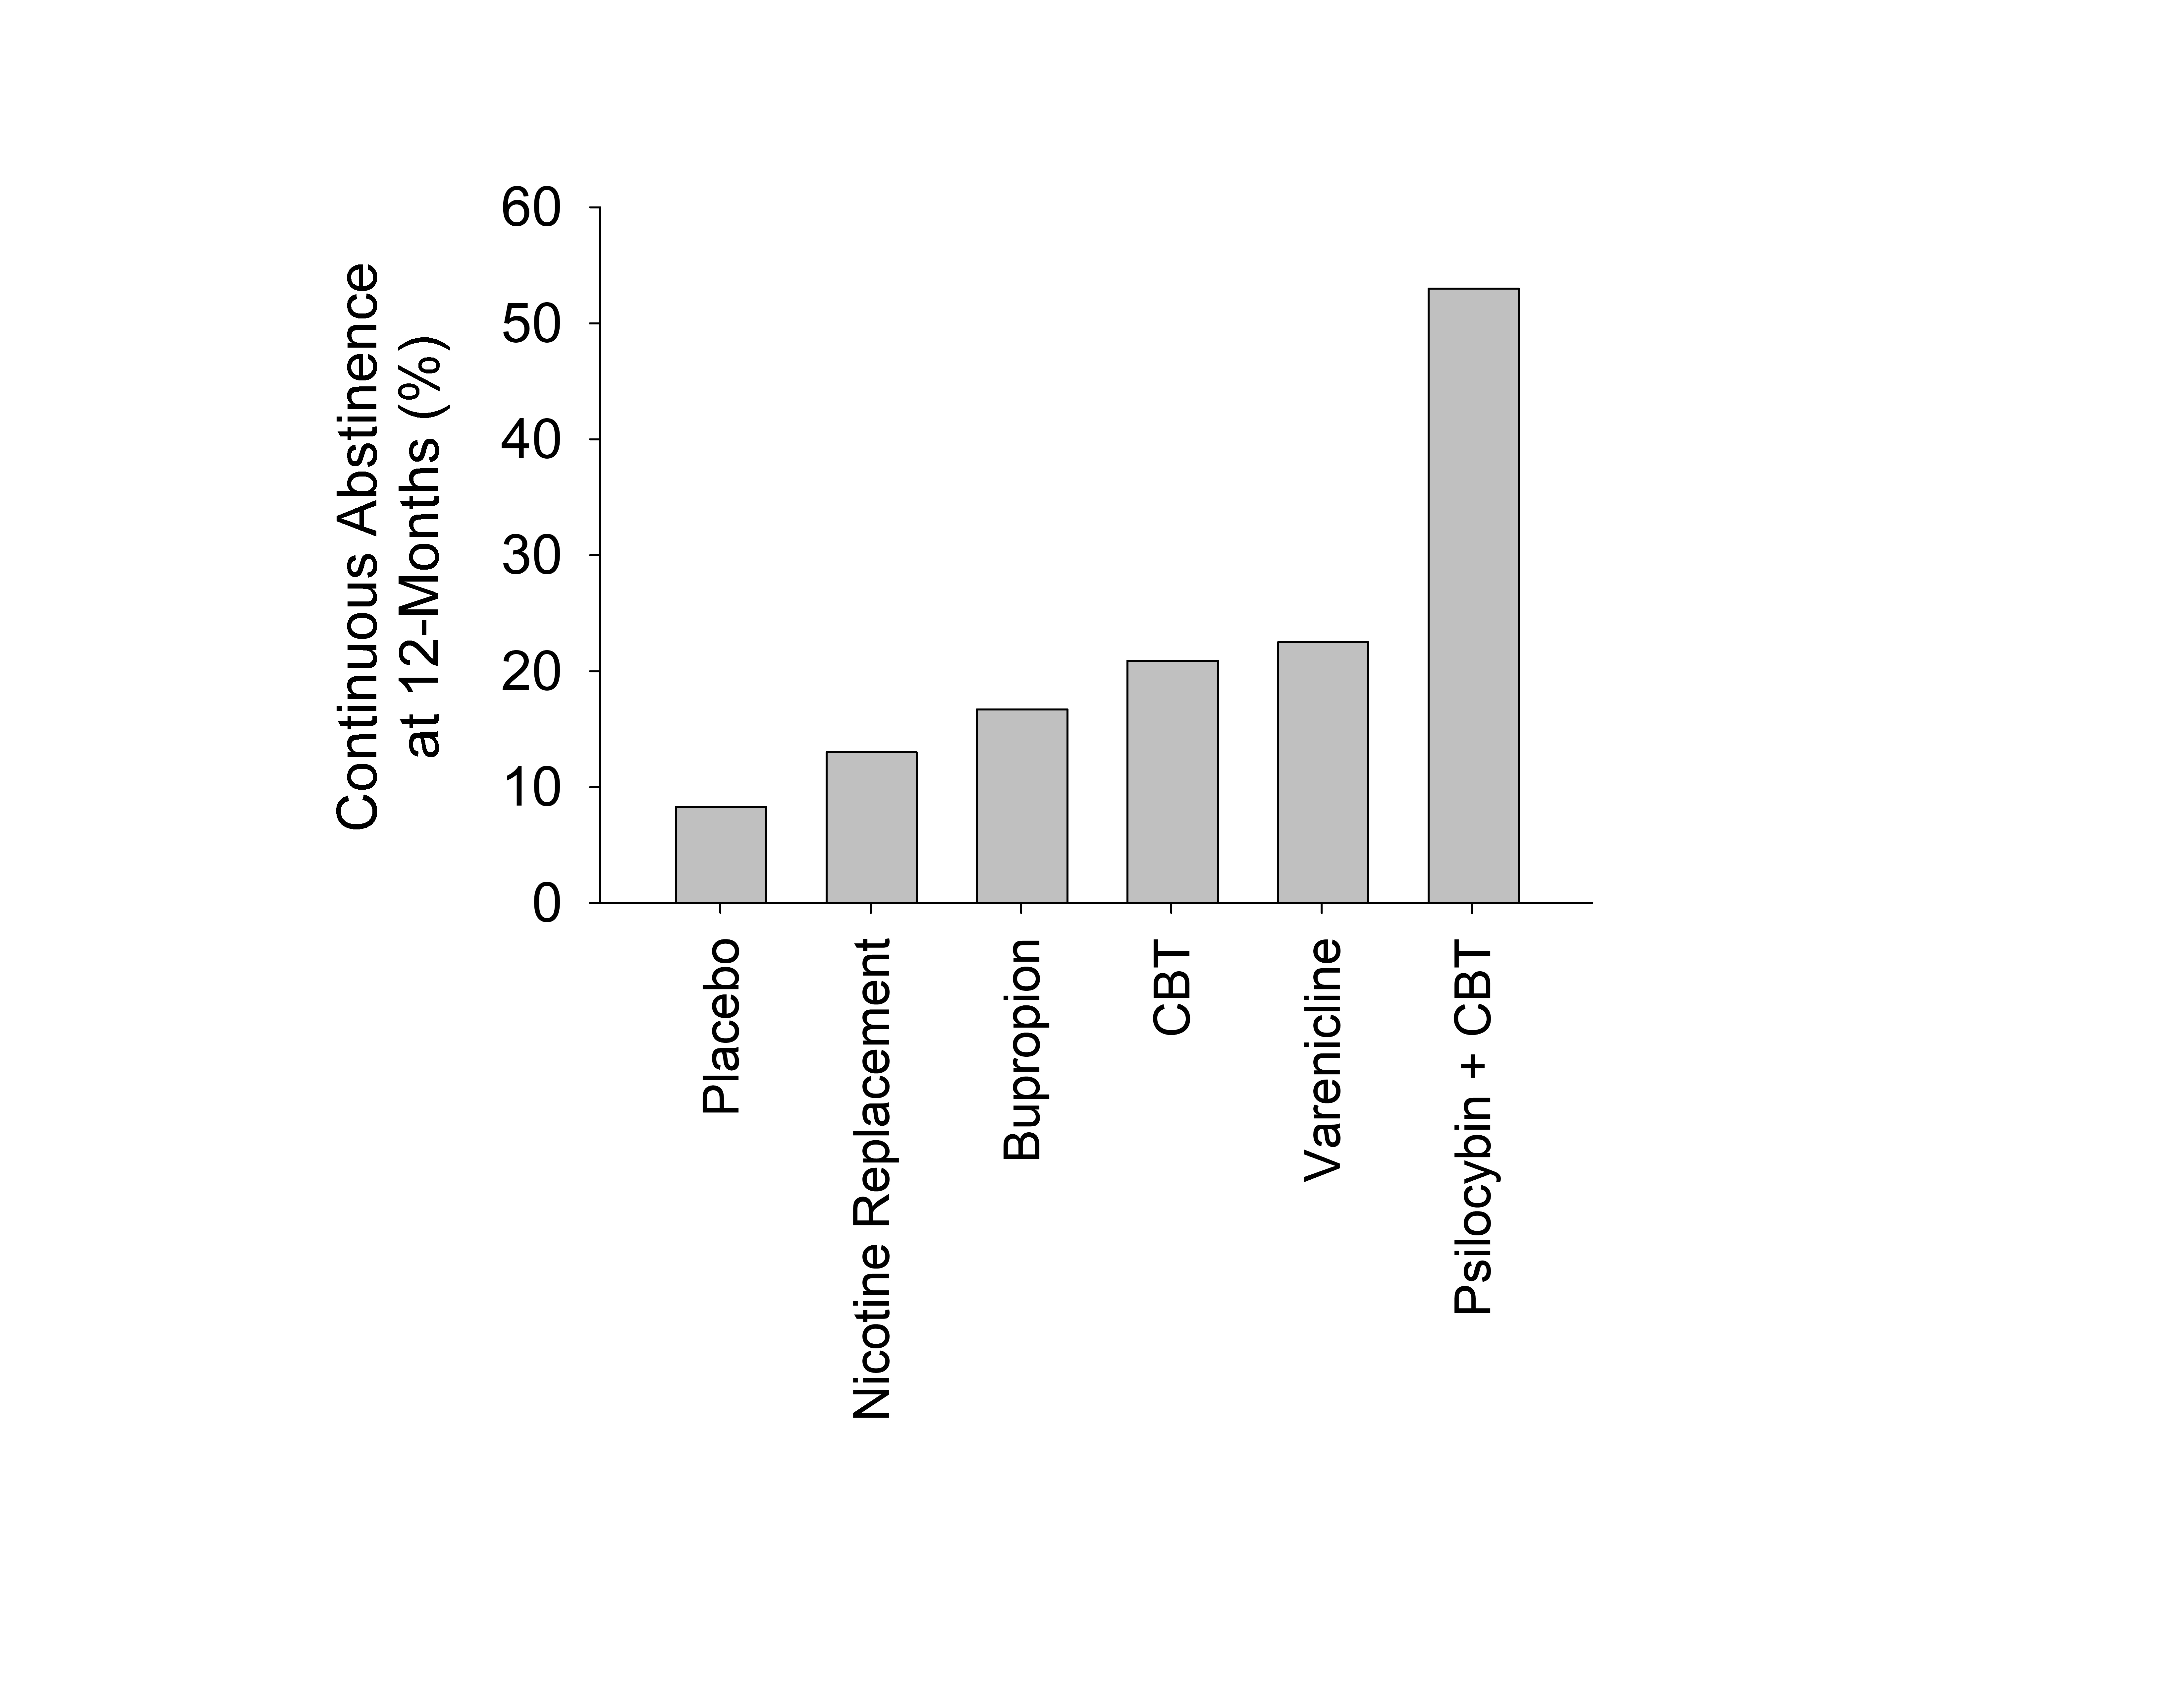 Continuous Abstinence
at 12-Months (%)
60
50
40
30
20
10
0
Placebo
Nicotine Replacement
Bupropion
CBT
Varenicline
Psilocybin + CBT